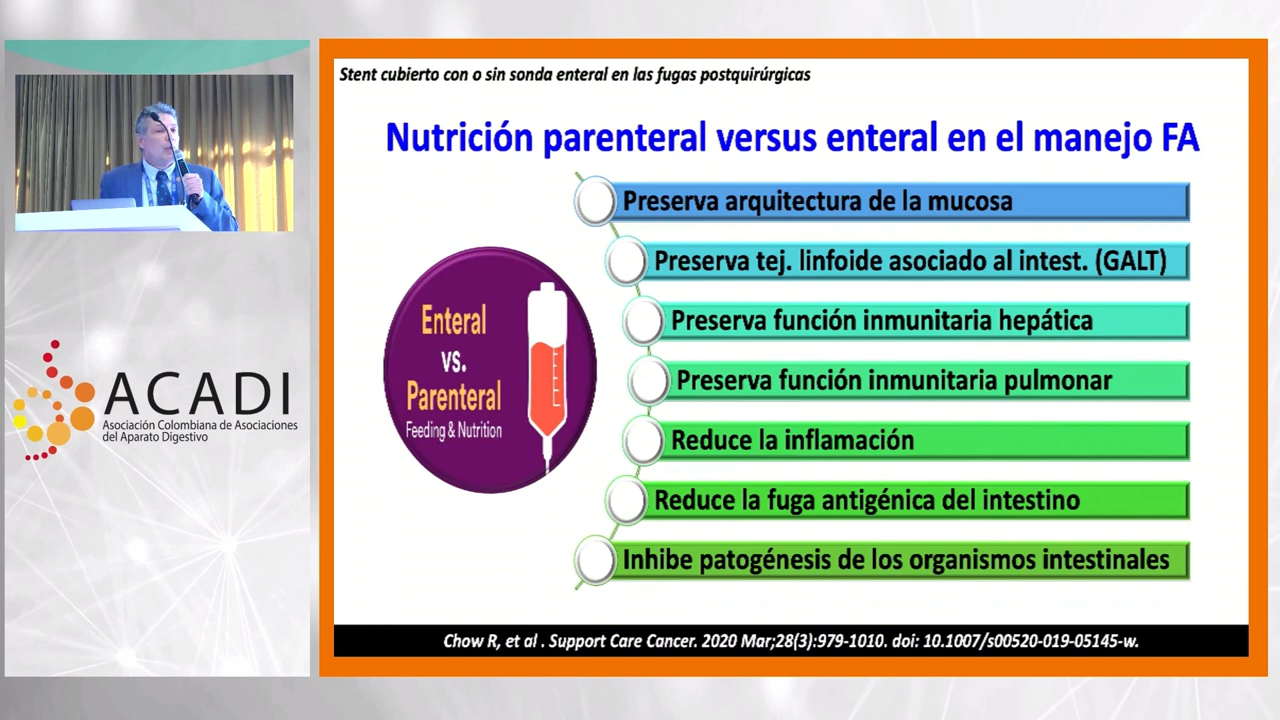 Stent cubierto con o sin sonda enteral en las fugas postquirúrgicas
Nutrición parenteral versus enteral en el manejo FA
Preserva arquitectura de la mucosa
Preserva tej. linfoide asociado al intest. (GALT)
Preserva función inmunitaria hepática
Preserva función inmunitaria pulmonar
Reduce la inflamación
Reduce la fuga antigénica del intestino
Inhibe patogénesis de los organismos intestinales
Enteral
vs.
Parenteral
Feeding & Nutrition
Chow R, et al . Support Care Cancer. 2020 Mar;28(3):979-1010. doi: 10.1007/s00520-019-05145-w.
ACADI
Asociación Colombiana de Asociaciones
del Aparato Digestivo